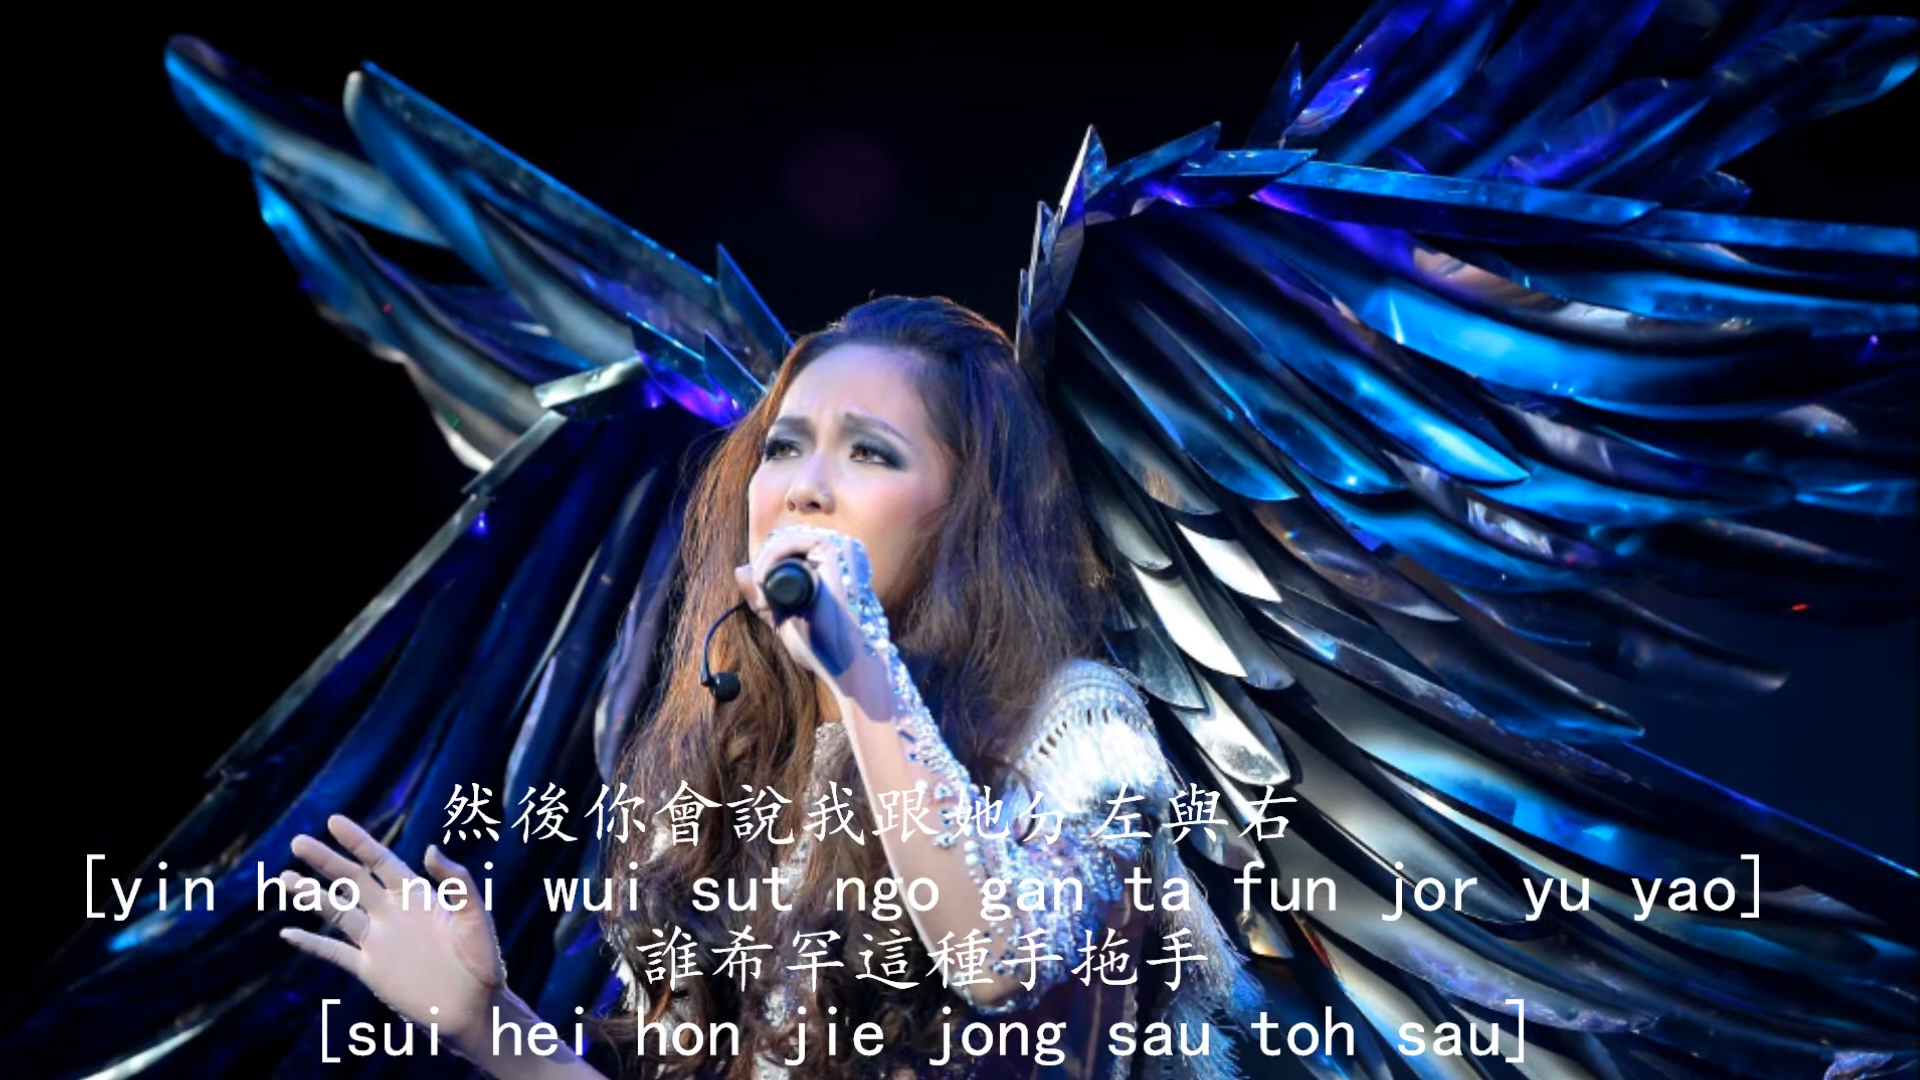 然後你會說我跟她分左與右
[yin hao nei wui sut ngo gan ta fun jor yu yao]
誰希罕這種手拖手
[sui hei hon jie jong sau toh sau]